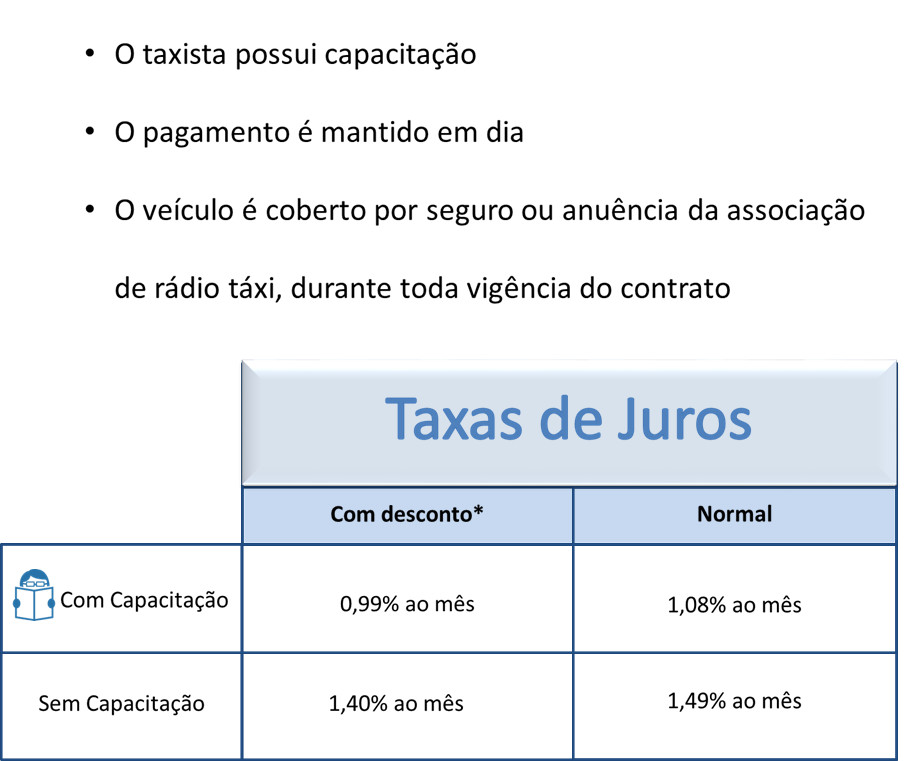 • O taxista possui capacitação
• O pagamento é mantido em dia
• O veículo é coberto por seguro ou anuência da associação
de rádio táxi, durante toda vigência do contrato
Taxas de Juros
Com desconto* Normal
Com Capacitação 0,99% ao mês 1,08% ao mês
Sem Capacitação 1,40% ao mês 1,49% ao mês